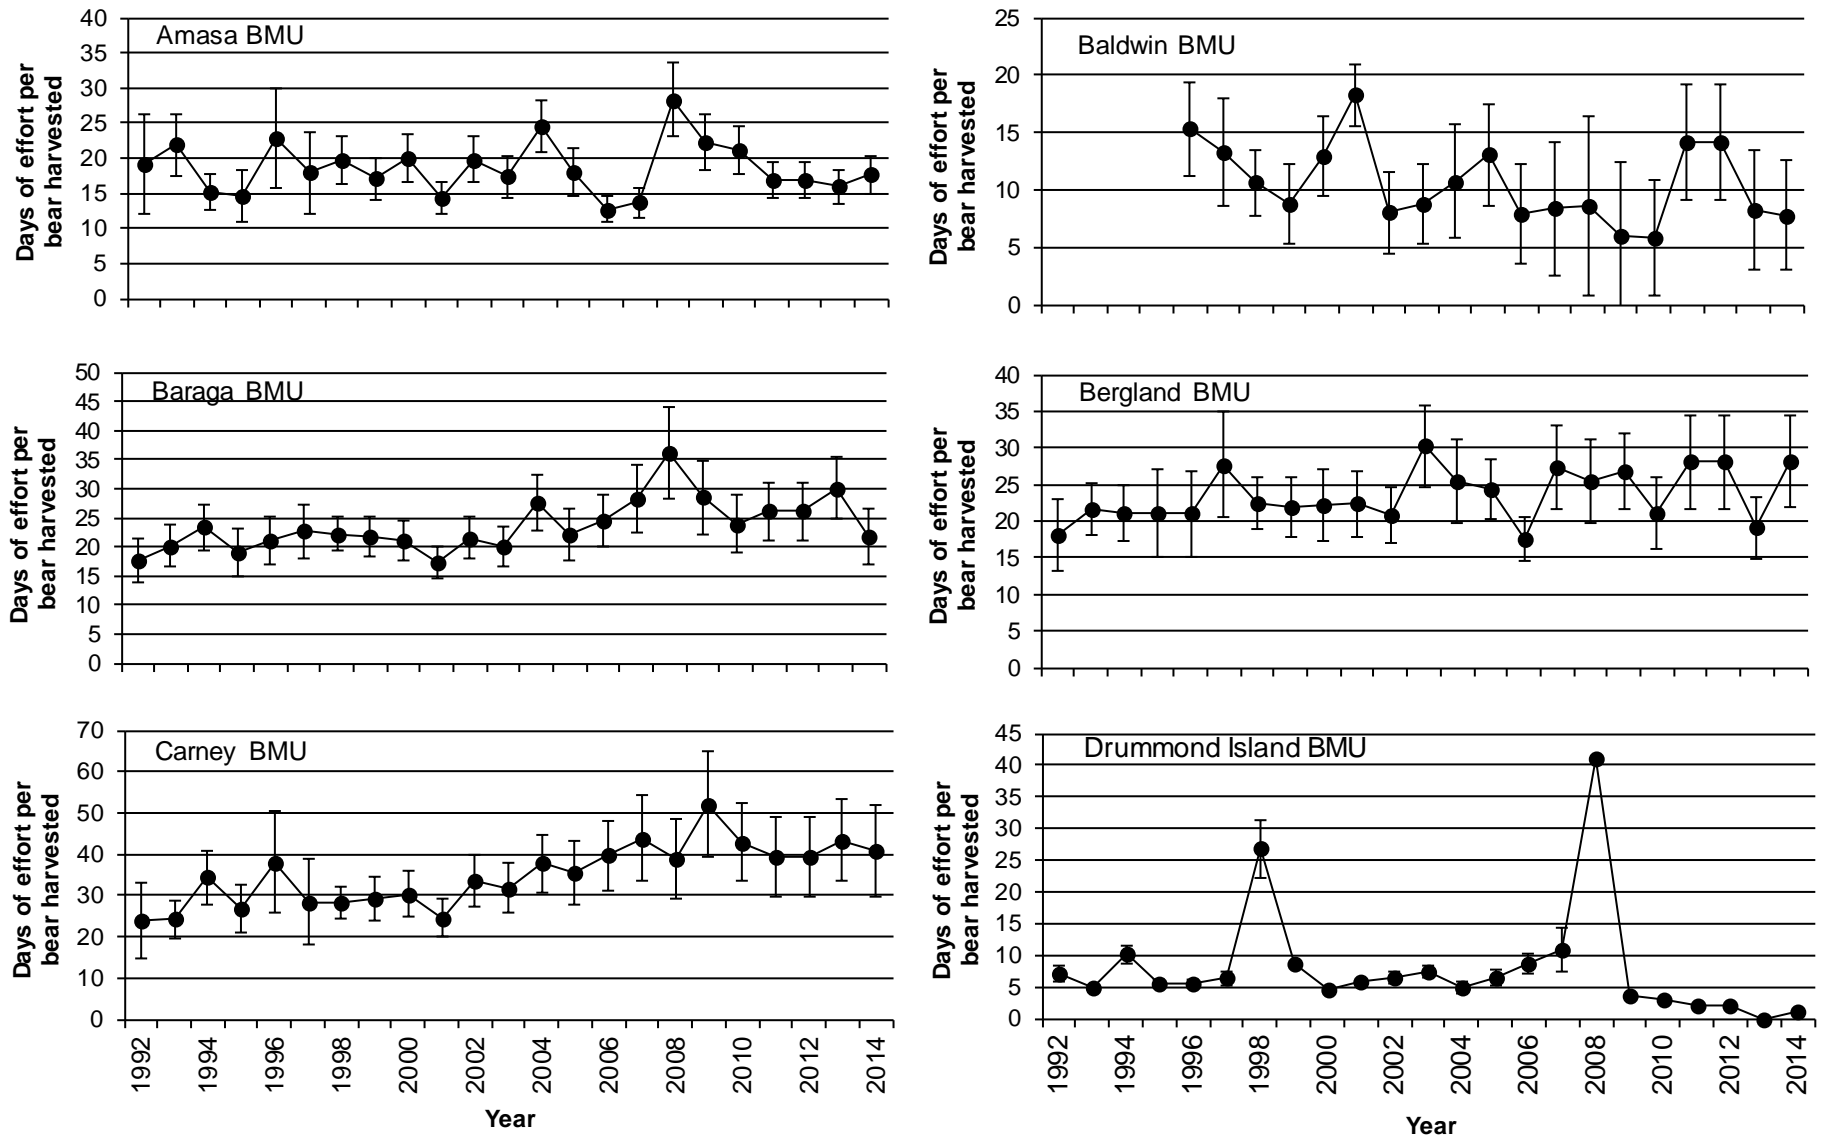 Amasa BMU
Days of effort per
bear harvested
40
35
30
25
20
15
10
5
0
Baldwin BMU
Days of effort per
bear harvested
25
20
15
10
5
0
Baraga BMU
Days of effort per
bear harvested
50
45
40
35
30
25
20
15
10
5
0
Bergland BMU
Days of effort per
bear harvested
40
35
30
25
20
15
10
5
0
Carney BMU
Days of effort per
bear harvested
70
60
50
40
30
20
10
0
1992 1994 1996 1998 2000 2002 2004 2006 2008 2010 2012 2014
Year
Drummond Island BMU
Days of effort per
bear harvested
45
40
35
30
25
20
15
10
5
0
1992 1994 1996 1998 2000 2002 2004 2006 2008 2010 2012 2014
Year